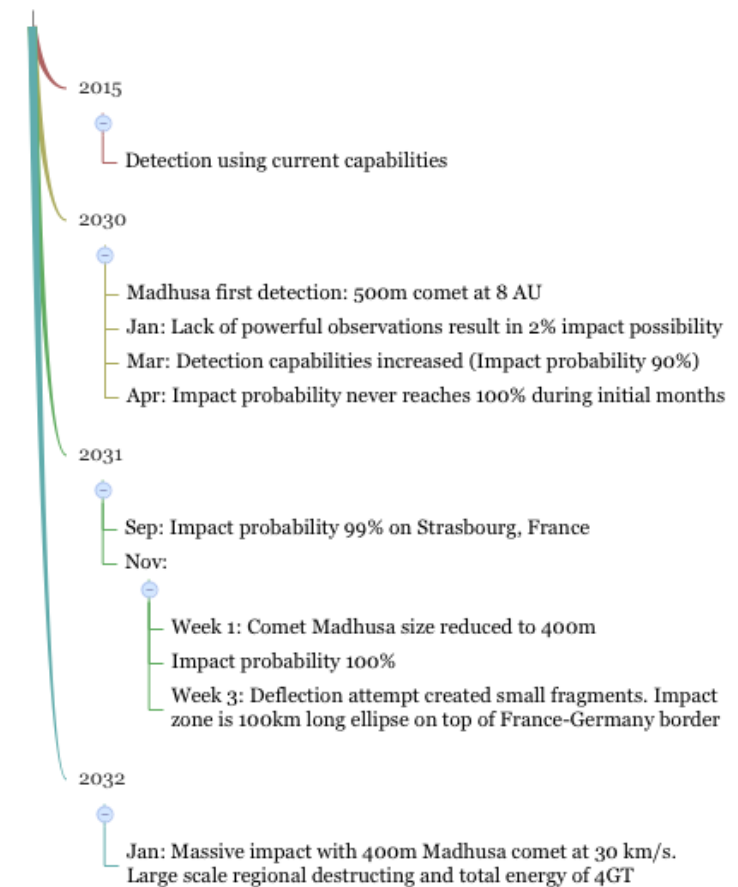 2015
Detection using current capabilities
2030
Madhusa first detection: 500m comet at 8 AU
Jan: Lack of powerful observations result in 2% impact possibility
Mar: Detection capabilities increased (Impact probability 90%)
Apr: Impact probability never reaches 100% during initial months
2031
Sep: Impact probability 99% on Strasbourg, France
Nov:
Week 1: Comet Madhusa size reduced to 400m
Impact probability 100%
Week 3: Deflection attempt created small fragments. Impact
zone is 100km long ellipse on top of France-Germany border
2032
Jan: Massive impact with 400m Madhusa comet at 30 km/s.
Large scale regional destructing and total energy of 4GT